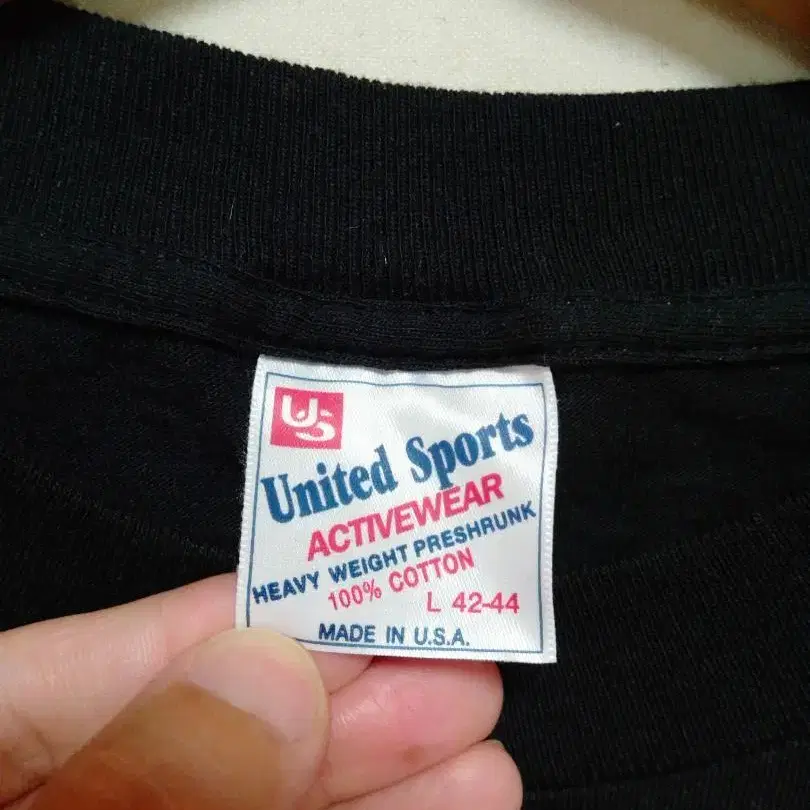 US
United Sports
ACTIVEWEAR
HEAVY WEIGHT PRESHRUNK
100% COTTON
L 42-44
MADE IN U.S.A.